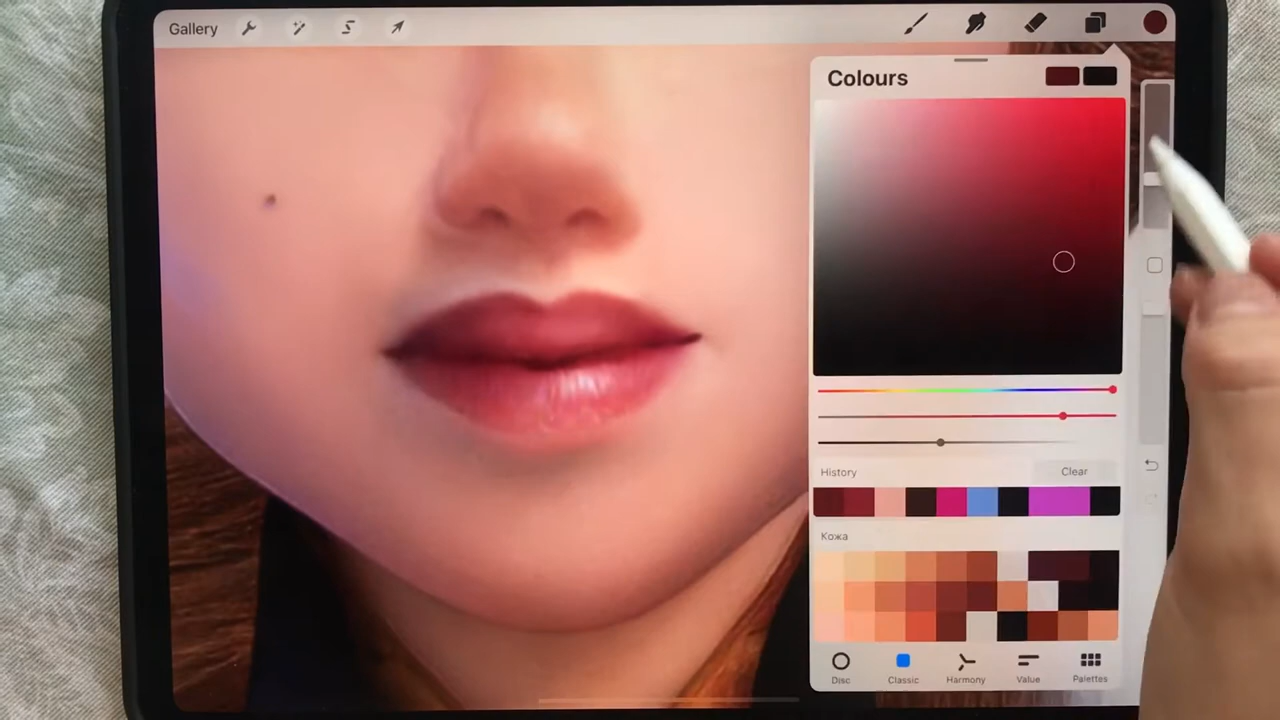 Gallery
Colours
History
Clear
Кожа
Disc
Classic
Harmony
Value
Palettes